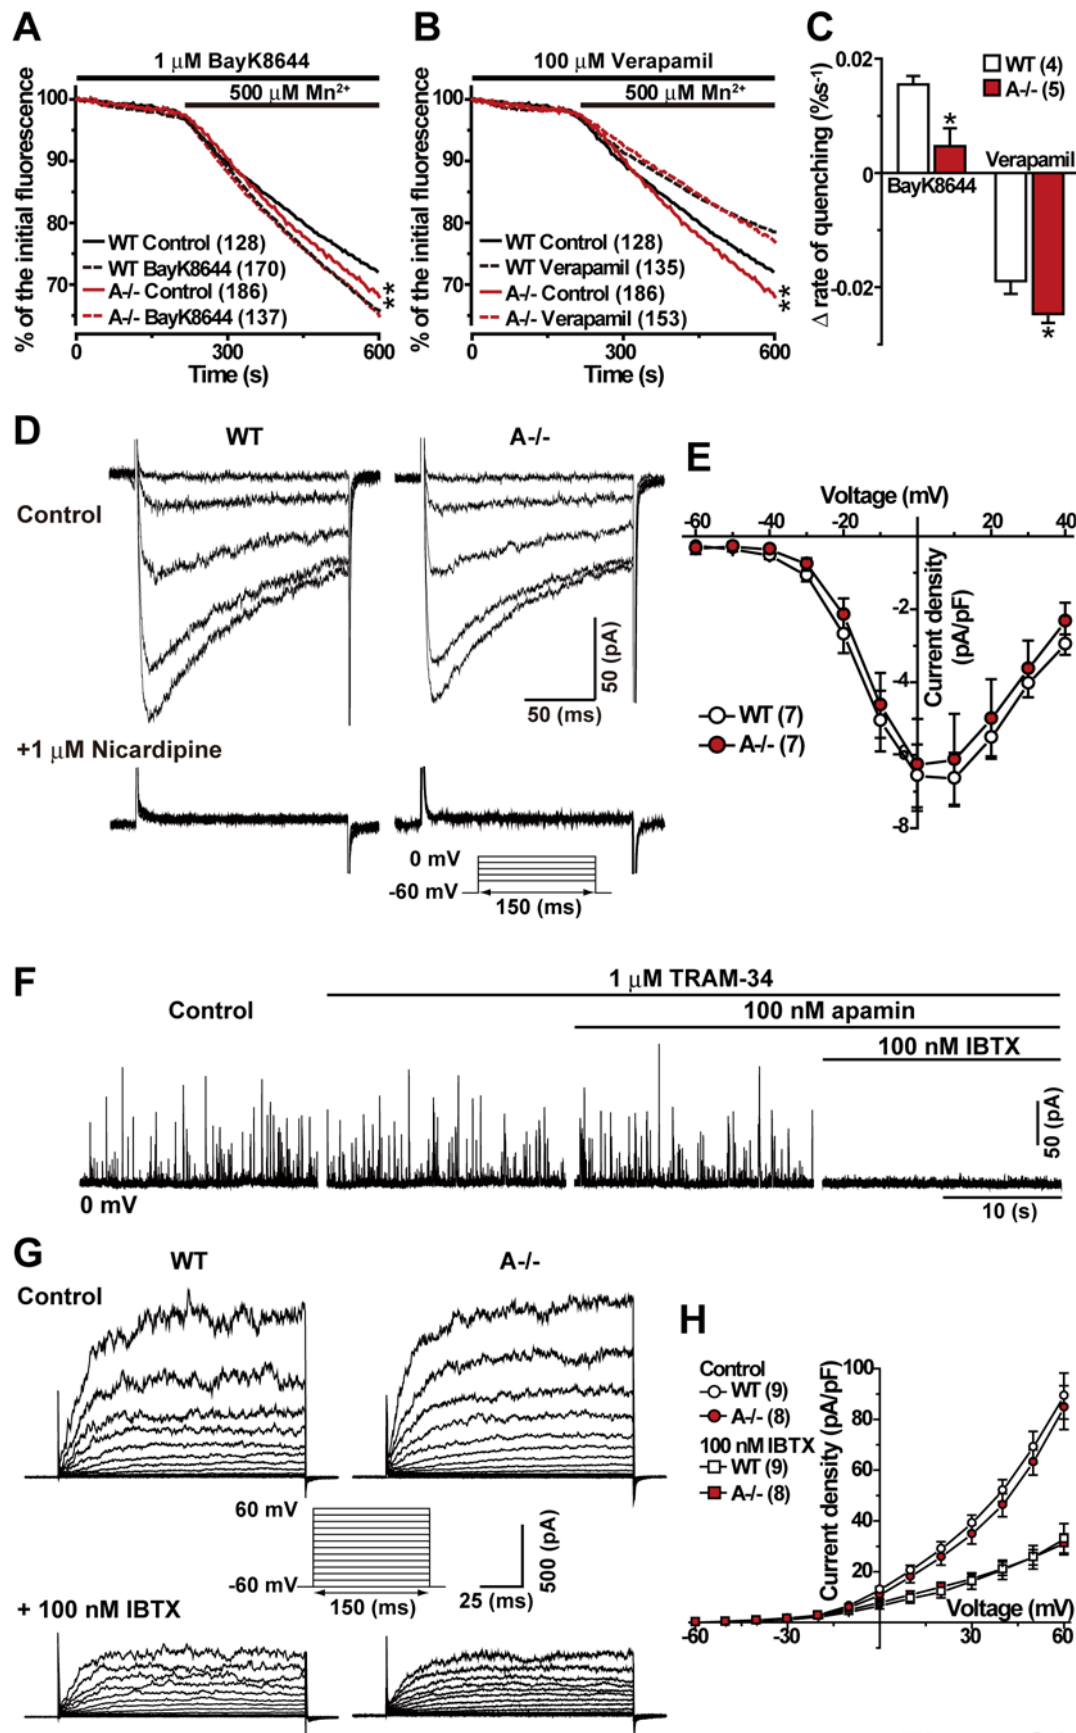 A
1 μM BayK8644
500 μM Mn2+
% of the initial fluorescence
100
90
80
70
WT Control (128)
WT BayK8644 (170)
A-/- Control (186)
A-/- BayK8644 (137)
*
*
0
300
600
Time (s)
B
100 μM Verapamil
500 μM Mn2+
% of the initial fluorescence
WT Control (128)
WT Verapamil (135)
A-/- Control (186)
A-/- Verapamil (153)
*
*
0
300
600
Time (s)
C
Δ rate of quenching (%s-1)
0.02
0
-0.02
WT (4)
A-/- (5)
*
BayK8644
Verapamil
*
D
WT
A-/-
Control
50 (pA)
50 (ms)
+1 μM Nicardipine
0 mV
-60 mV
150 (ms)
E
Voltage (mV)
-60
-40
-20
20
40
-2
-4
-6
-8
Current density
(pA/pF)
WT (7)
A-/- (7)
F
1 μM TRAM-34
Control
100 nM apamin
100 nM IBTX
50 (pA)
0 mV
10 (s)
G
WT
A-/-
Control
60 mV
-60 mV
150 (ms)
500 (pA)
25 (ms)
+ 100 nM IBTX
H
Control
WT (9)
A-/- (8)
100 nM IBTX
WT (9)
A-/- (8)
Current density (pA/pF)
100
80
60
40
20
Voltage (mV)
-60
-30
30
60